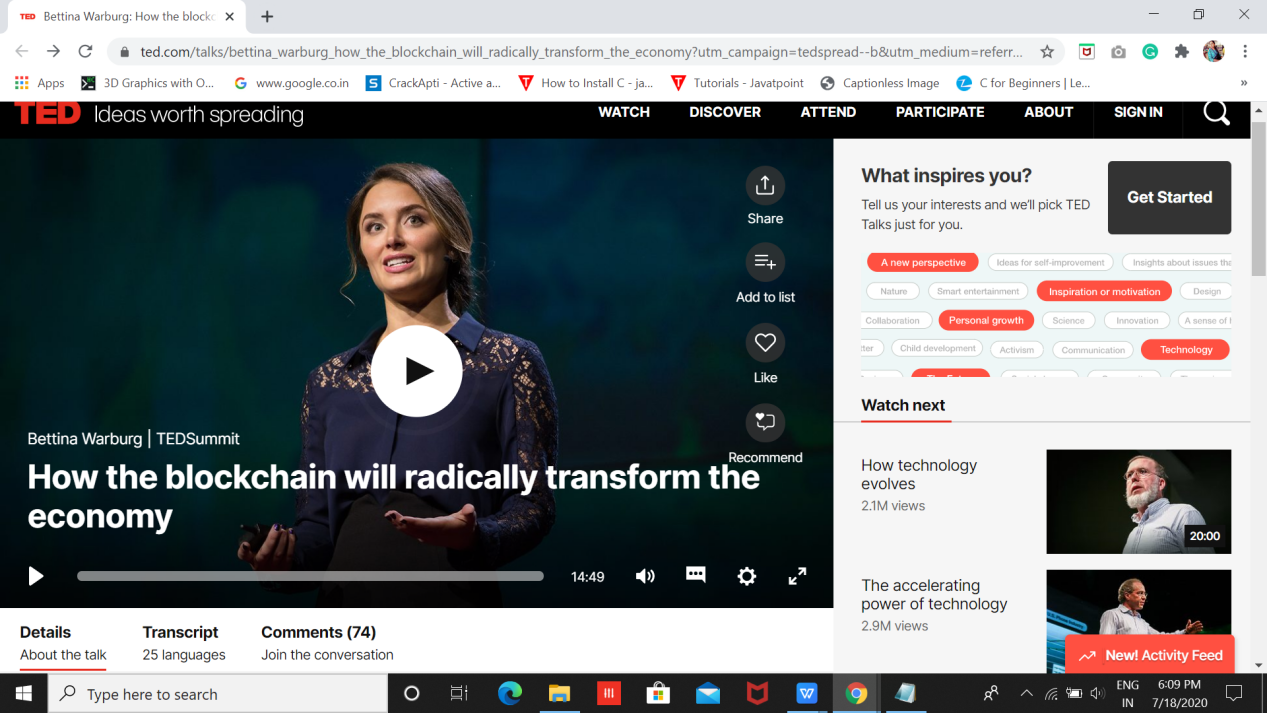 TED Bettina Warburg: How the blockc
ted.com/talks/bettina_warburg_how_the_blockchain_will_radically_transform_the_economy?utm_campaign=tedspread--b&utm_medium=referr...
Apps 3D Graphics with O... www.google.co.in CrackApti - Active a... How to Install C - ja... Tutorials - Javatpoint Captionless Image C for Beginners | Le... »
TED Ideas worth spreading WATCH DISCOVER ATTEND PARTICIPATE ABOUT SIGN IN
Share
Add to list
Like
Recommend
Bettina Warburg | TEDSummit
How the blockchain will radically transform the
economy
14:49
Details
About the talk
Transcript
25 languages
Comments (74)
Join the conversation
What inspires you?
Tell us your interests and we'll pick TED
Talks just for you.
Get Started
A new perspective Ideas for self-improvement Insights about issues tha
Nature Smart entertainment Inspiration or motivation Design
Collaboration Personal growth Science Innovation A sense of
Child development Activism Communication Technology
Watch next
How technology
evolves
2.1M views
20:00
The accelerating
power of technology
2.9M views
New! Activity Feed
Type here to search
ENG
IN
6:09 PM
7/18/2020